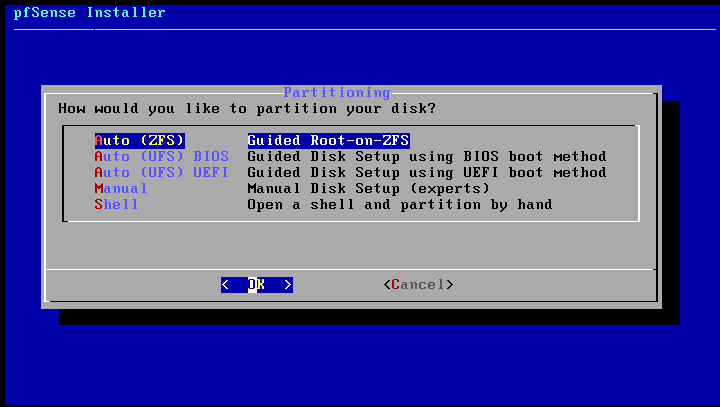 pfSense Installer
Partitioning
How would you like to partition your disk?
Auto (ZFS) Guided Root-on-ZFS
Auto (UFS) BIOS Guided Disk Setup using BIOS boot method
Auto (UFS) UEFI Guided Disk Setup using UEFI boot method
Manual Manual Disk Setup (experts)
Shell Open a shell and partition by hand
< OK > <Cancel>